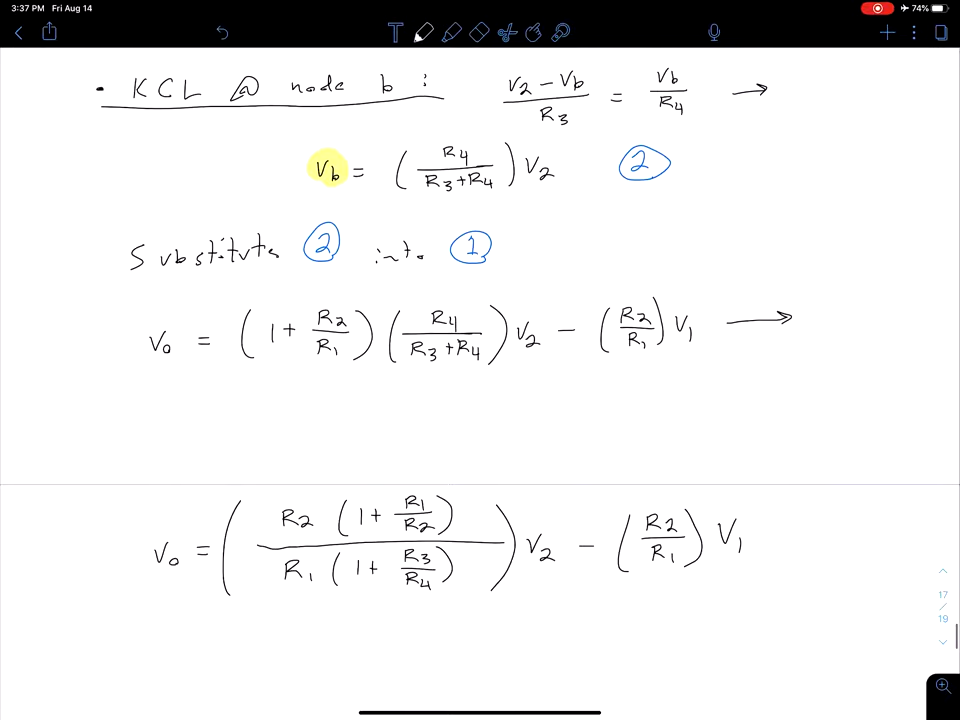 3:37 PM Fri Aug 14
74%
T
• KCL @ node b : (V2 − Vb)/R3 = Vb/R4 →
Vb = (R4/(R3+R4)) V2 ②
Substitute ② into ①
Vo = (1 + R2/R1) (R4/(R3+R4)) V2 − (R2/R1) V1 →
Vo = (R2 (1 + R1/R2) / R1 (1 + R3/R4)) V2 − (R2/R1) V1
17
/
19